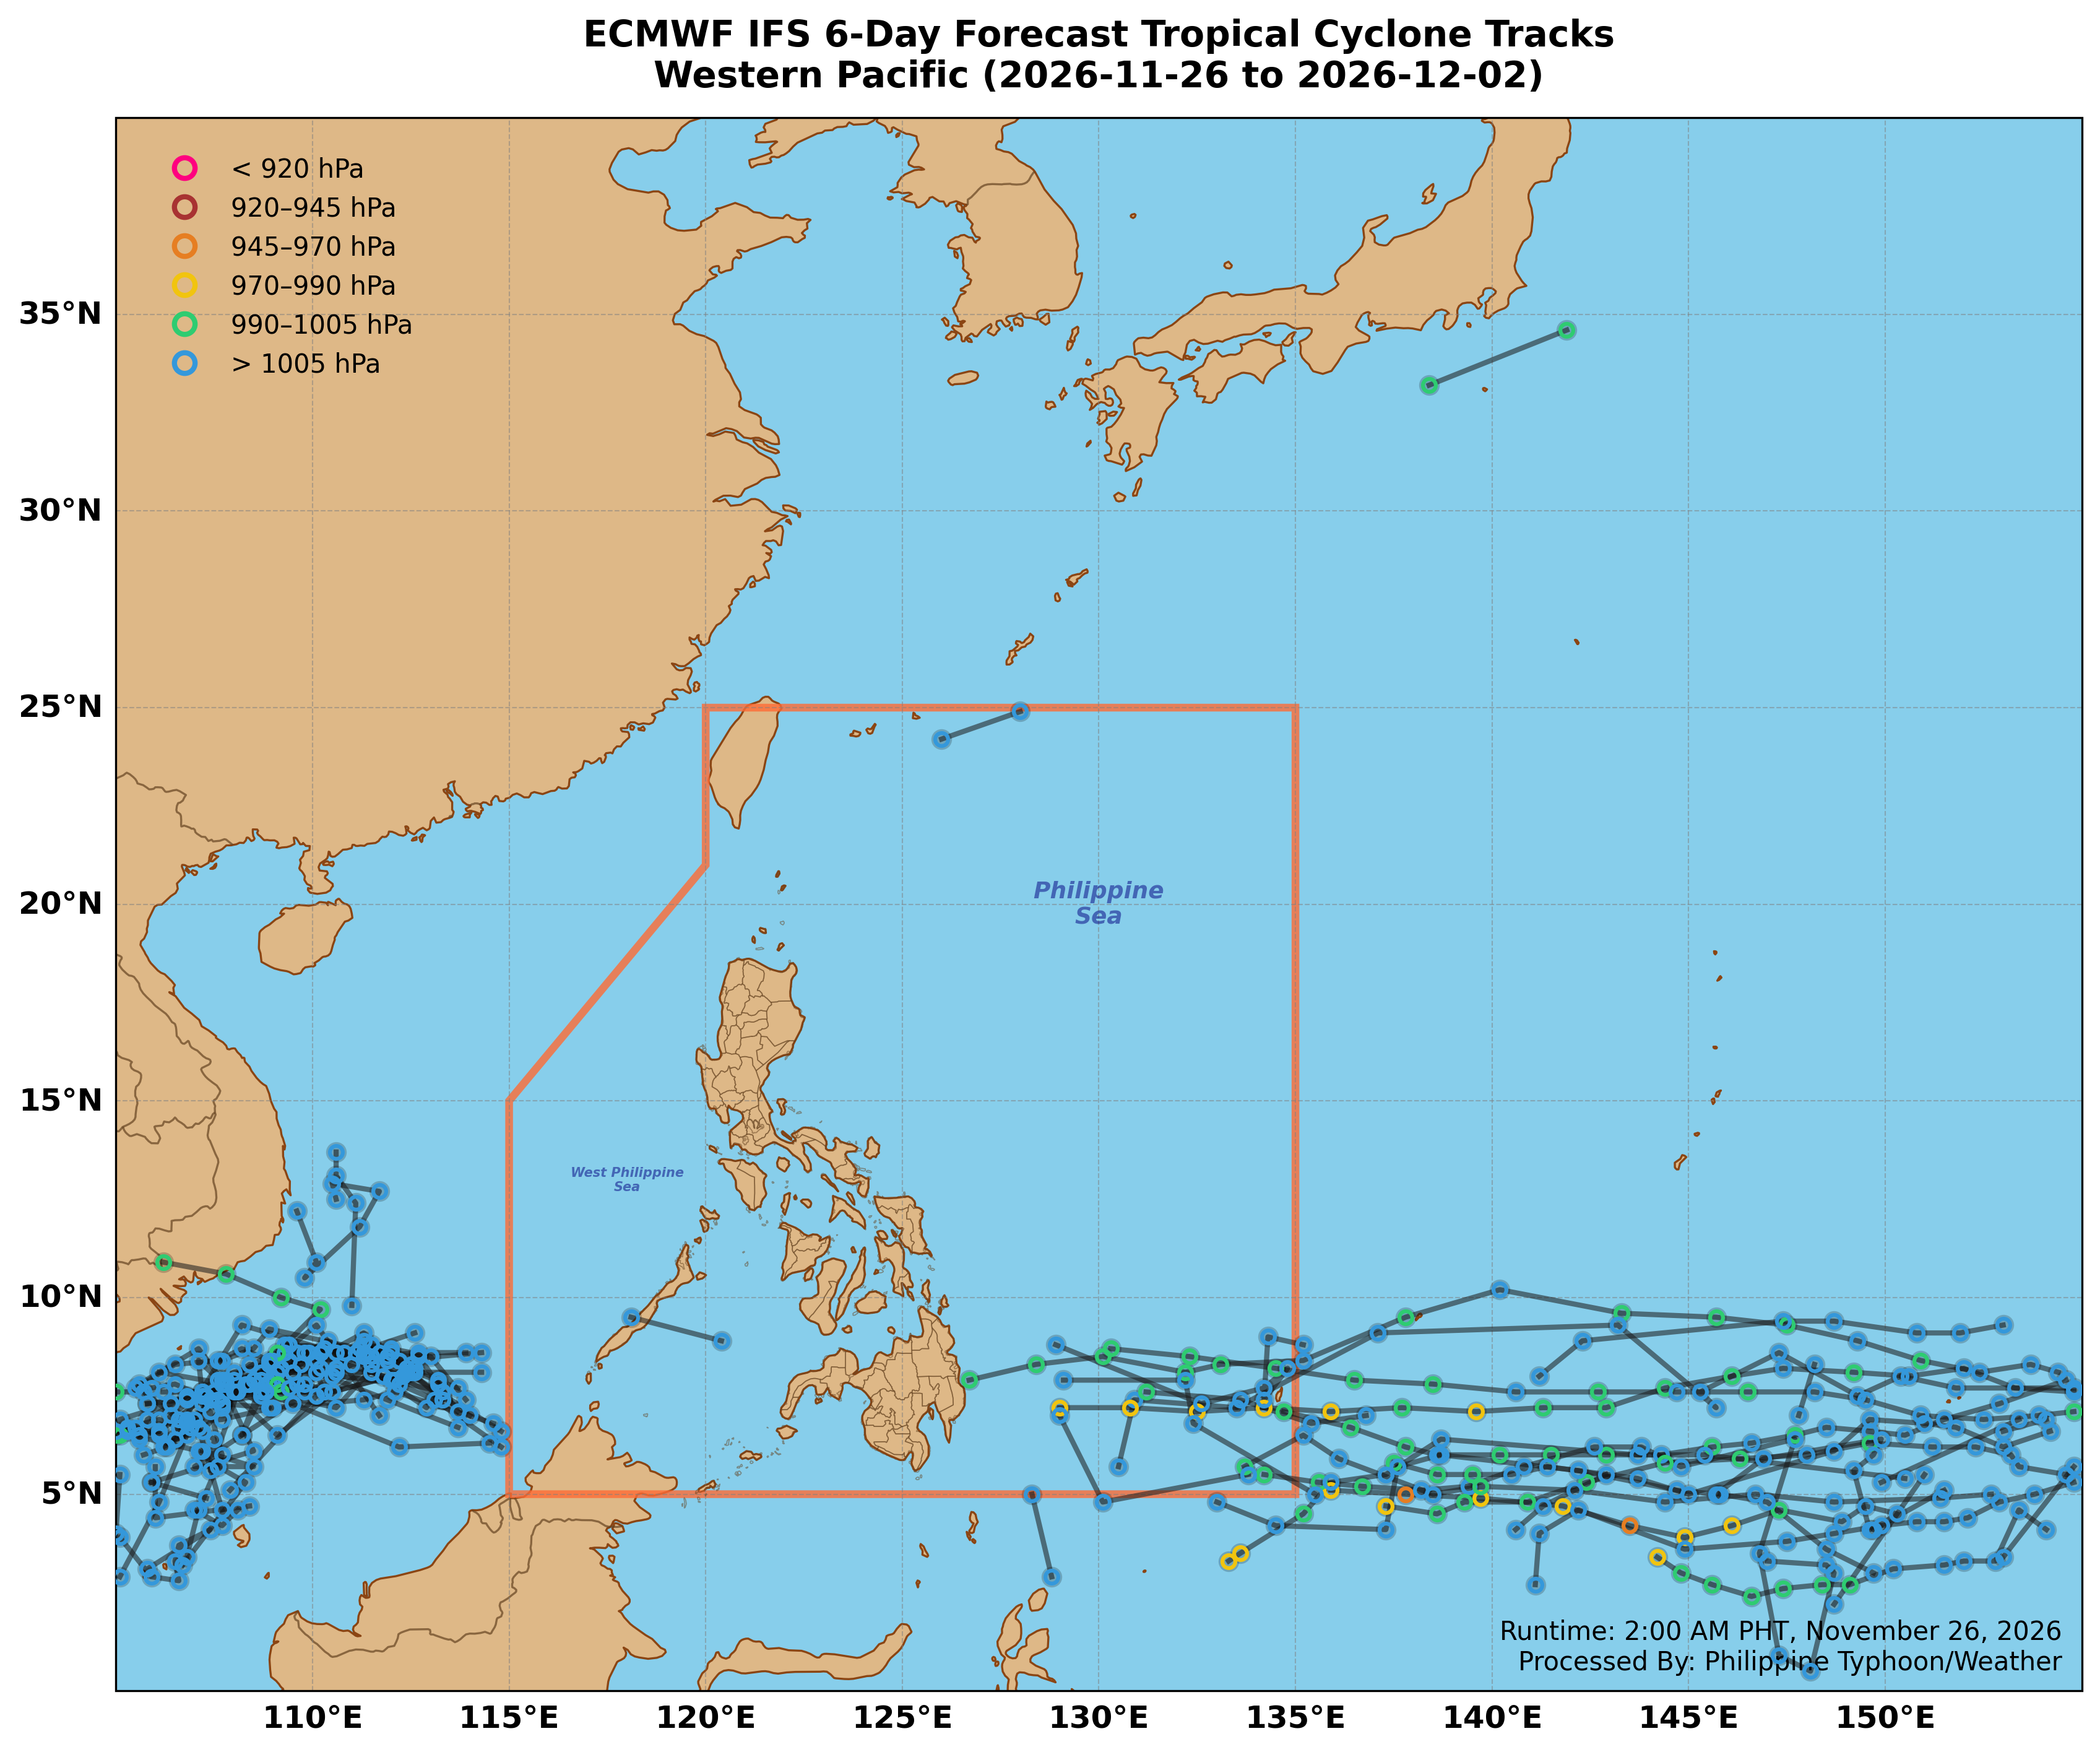 ECMWF IFS 6-Day Forecast Tropical Cyclone Tracks
Western Pacific (2026-11-26 to 2026-12-02)
< 920 hPa
920–945 hPa
945–970 hPa
970–990 hPa
990–1005 hPa
> 1005 hPa
35°N
30°N
25°N
20°N
15°N
10°N
5°N
Philippine
Sea
West Philippine
Sea
Runtime: 2:00 AM PHT, November 26, 2026
Processed By: Philippine Typhoon/Weather
110°E
115°E
120°E
125°E
130°E
135°E
140°E
145°E
150°E